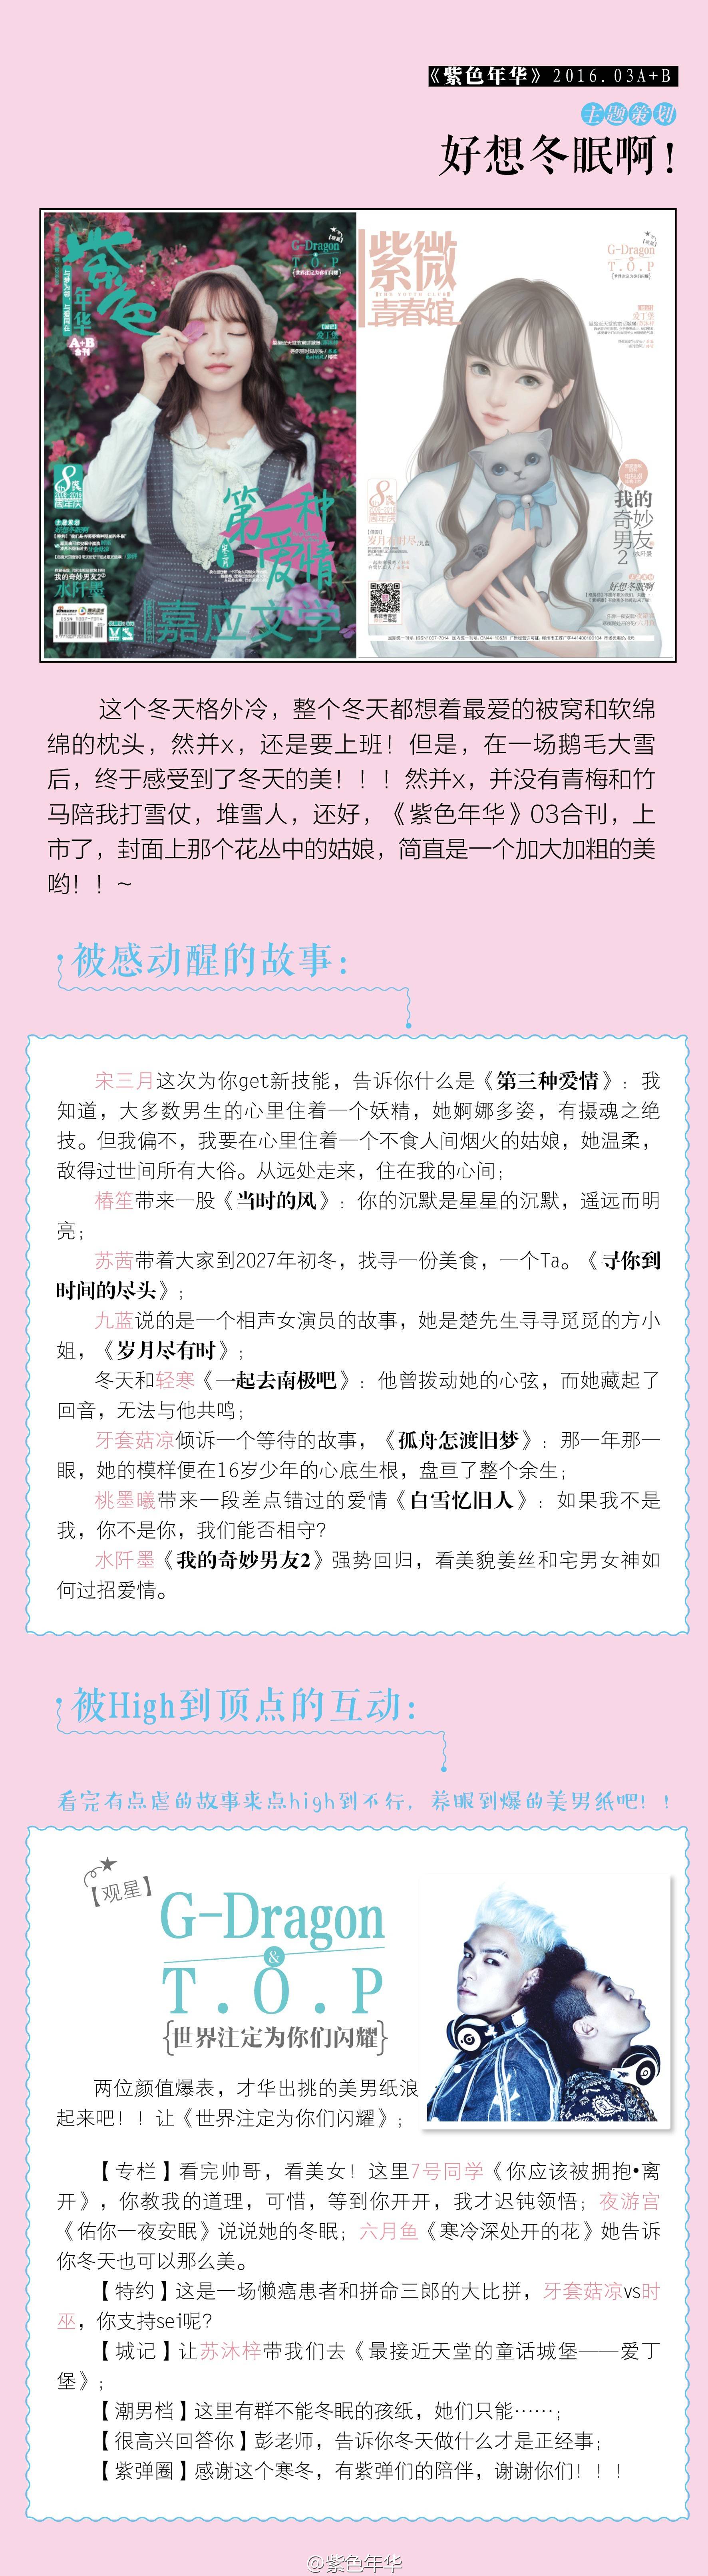 《紫色年华》2016.03A+B
主题策划
好想冬眠啊！
紫色
年华
A+B
合刊
G-Dragon
&
T.O.P
8
2008-2016
周年庆
第一种
爱情
我的奇妙男友2
水阡墨
嘉应文学
紫微
青春馆
G-Dragon
&
T.O.P
8
周年庆
岁月尽有时
我的
奇妙
男友
2
水阡墨
好想冬眠啊
这个冬天格外冷，整个冬天都想着最爱的被窝和软绵
绵的枕头，然并x，还是要上班！但是，在一场鹅毛大雪
后，终于感受到了冬天的美！！！然并x，并没有青梅和竹
马陪我打雪仗，堆雪人，还好，《紫色年华》03合刊，上
市了，封面上那个花丛中的姑娘，简直是一个加大加粗的美
哟！！~
被感动醒的故事：
宋三月这次为你get新技能，告诉你什么是《第三种爱情》：我
知道，大多数男生的心里住着一个妖精，她婀娜多姿，有摄魂之绝
技。但我偏不，我要在心里住着一个不食人间烟火的姑娘，她温柔，
敌得过世间所有大俗。从远处走来，住在我的心间；
椿笙带来一股《当时的风》：你的沉默是星星的沉默，遥远而明
亮；
苏茜带着大家到2027年初冬，找寻一份美食，一个Ta。《寻你到
时间的尽头》；
九蓝说的是一个相声女演员的故事，她是楚先生寻寻觅觅的方小
姐，《岁月尽有时》；
冬天和轻寒《一起去南极吧》：他曾拨动她的心弦，而她藏起了
回音，无法与他共鸣；
牙套菇凉倾诉一个等待的故事，《孤舟怎渡旧梦》：那一年那一
眼，她的模样便在16岁少年的心底生根，盘亘了整个余生；
桃墨曦带来一段差点错过的爱情《白雪忆旧人》：如果我不是
我，你不是你，我们能否相守？
水阡墨《我的奇妙男友2》强势回归，看美貌姜丝和宅男女神如
何过招爱情。
被High到顶点的互动：
看完有点虐的故事来点high到不行，养眼到爆的美男纸吧！！
【观星】
G-Dragon
&
T.O.P
{世界注定为你们闪耀}
两位颜值爆表，才华出挑的美男纸浪
起来吧！！让《世界注定为你们闪耀》；
【专栏】看完帅哥，看美女！这里7号同学《你应该被拥抱•离
开》，你教我的道理，可惜，等到你开开，我才迟钝领悟；夜游宫
《佑你一夜安眠》说说她的冬眠；六月鱼《寒冷深处开的花》她告诉
你冬天也可以那么美。
【特约】这是一场懒癌患者和拼命三郎的大比拼，牙套菇凉vs时
巫，你支持sei呢？
【城记】让苏沐梓带我们去《最接近天堂的童话城堡——爱丁
堡》；
【潮男档】这里有群不能冬眠的孩纸，她们只能……；
【很高兴回答你】彭老师，告诉你冬天做什么才是正经事；
【紫弹圈】感谢这个寒冬，有紫弹们的陪伴，谢谢你们！！！
@紫色年华